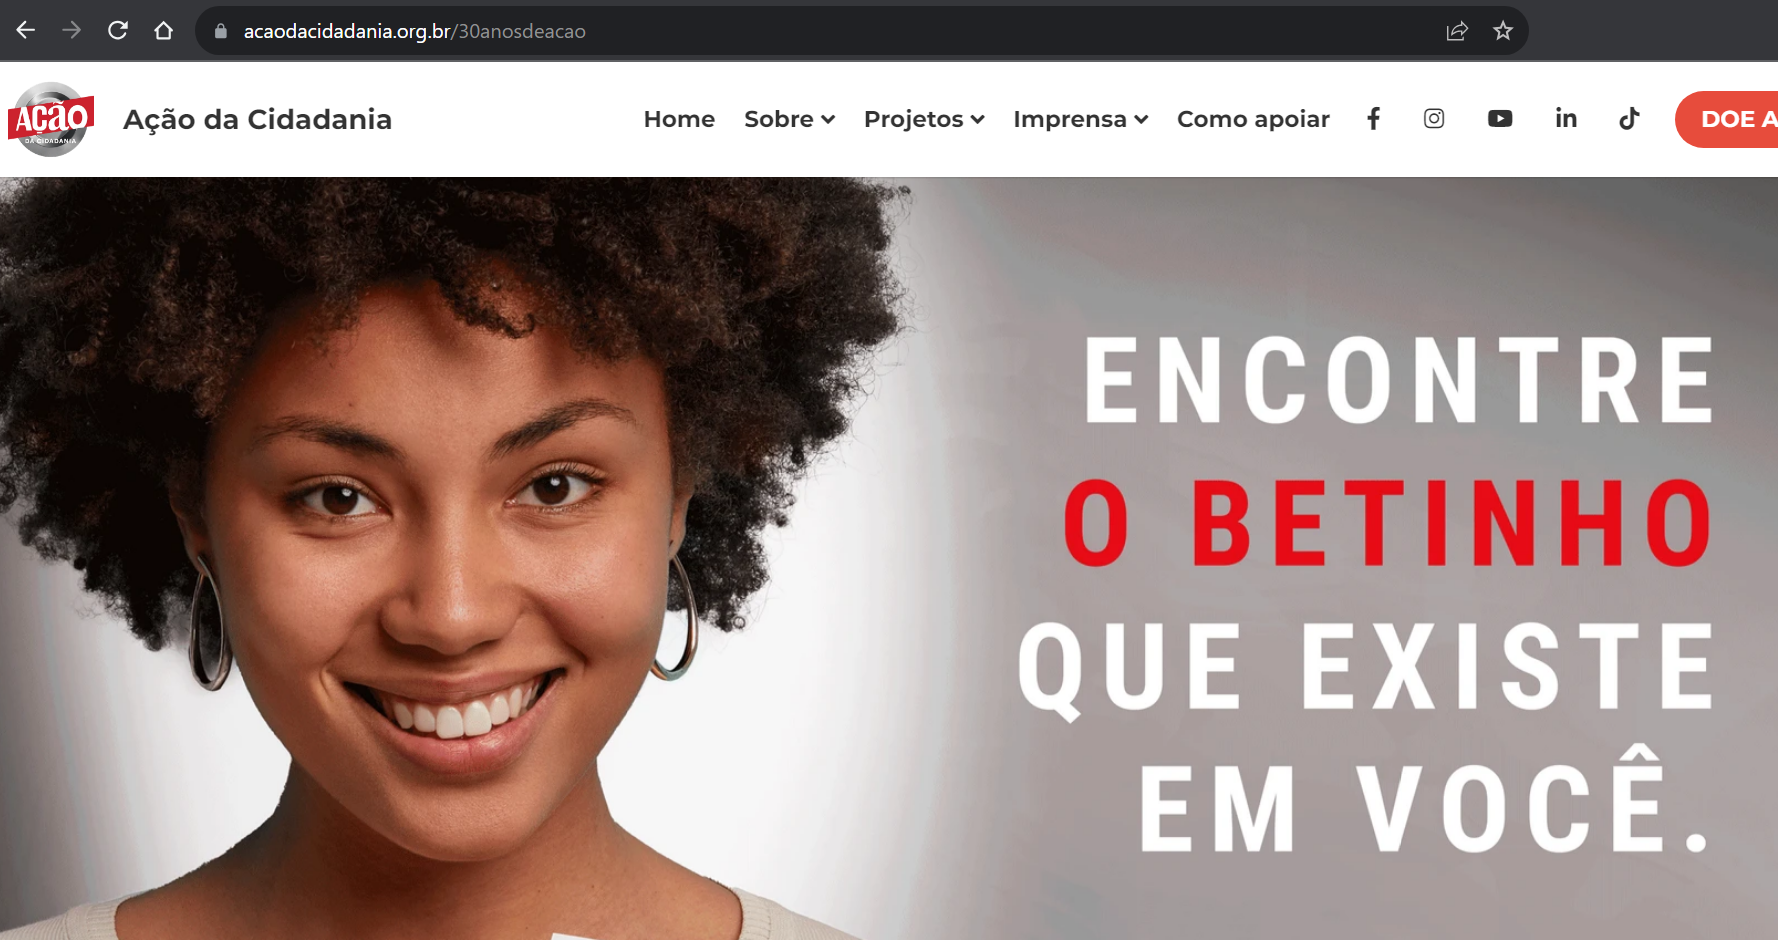 acaodacidadania.org.br/30anosdeacao
AÇÃO
DA CIDADANIA
Ação da Cidadania
Home Sobre Projetos Imprensa Como apoiar
DOE A
ENCONTRE
O BETINHO
QUE EXISTE
EM VOCÊ.